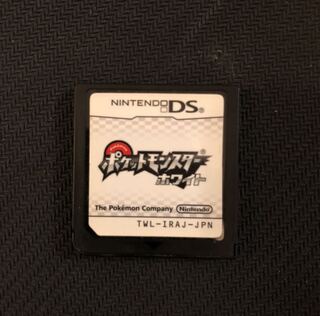 NINTENDO DS
ポケットモンスター
ホワイト
The Pokémon Company Nintendo
TWL-IRAJ-JPN